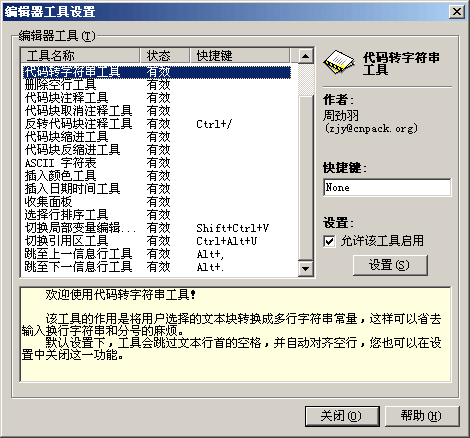 编辑器工具设置
编辑器工具(T)
工具名称 状态 快捷键
代码转字符串工具 有效
删除空行工具 有效
代码块注释工具 有效
代码块取消注释工具 有效
反转代码块注释工具 有效 Ctrl+/
代码块缩进工具 有效
代码块反缩进工具 有效
ASCII 字符表 有效
插入颜色工具 有效
插入日期时间工具 有效
收集面板 有效
选择行排序工具 有效
切换局部变量编辑... 有效 Shift+Ctrl+V
切换引用区工具 有效 Ctrl+Alt+U
跳至上一信息行工具 有效 Alt+,
跳至下一信息行工具 有效 Alt+.
代码转字符串
工具
作者:
周劲羽
(zjy@cnpack.org)
快捷键:
None
设置:
允许该工具启用
设置(S)
欢迎使用代码转字符串工具!
该工具的作用是将用户选择的文本块转换成多行字符串常量,这样可以省去
输入换行字符串和分号的麻烦。
默认设置下,工具会跳过文本行首的空格,并自动对齐空行,您也可以在设
置中关闭这一功能。
关闭(O)
帮助(H)